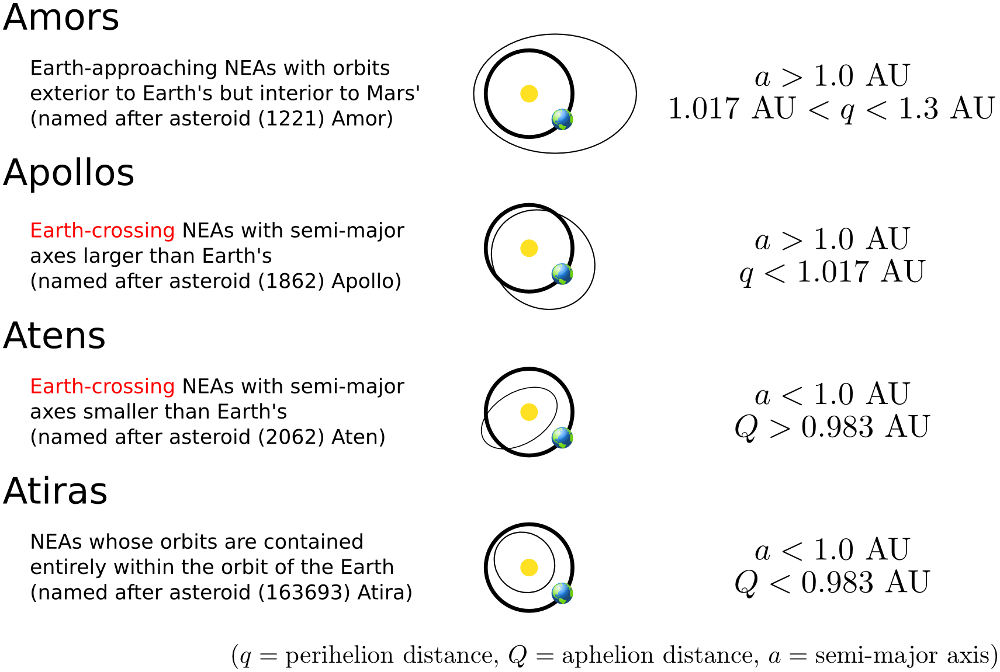 Amors
Earth-approaching NEAs with orbits
exterior to Earth's but interior to Mars'
(named after asteroid (1221) Amor)
a > 1.0 AU
1.017 AU < q < 1.3 AU
Apollos
Earth-crossing NEAs with semi-major
axes larger than Earth's
(named after asteroid (1862) Apollo)
a > 1.0 AU
q < 1.017 AU
Atens
Earth-crossing NEAs with semi-major
axes smaller than Earth's
(named after asteroid (2062) Aten)
a < 1.0 AU
Q > 0.983 AU
Atiras
NEAs whose orbits are contained
entirely within the orbit of the Earth
(named after asteroid (163693) Atira)
a < 1.0 AU
Q < 0.983 AU
(q = perihelion distance, Q = aphelion distance, a = semi-major axis)